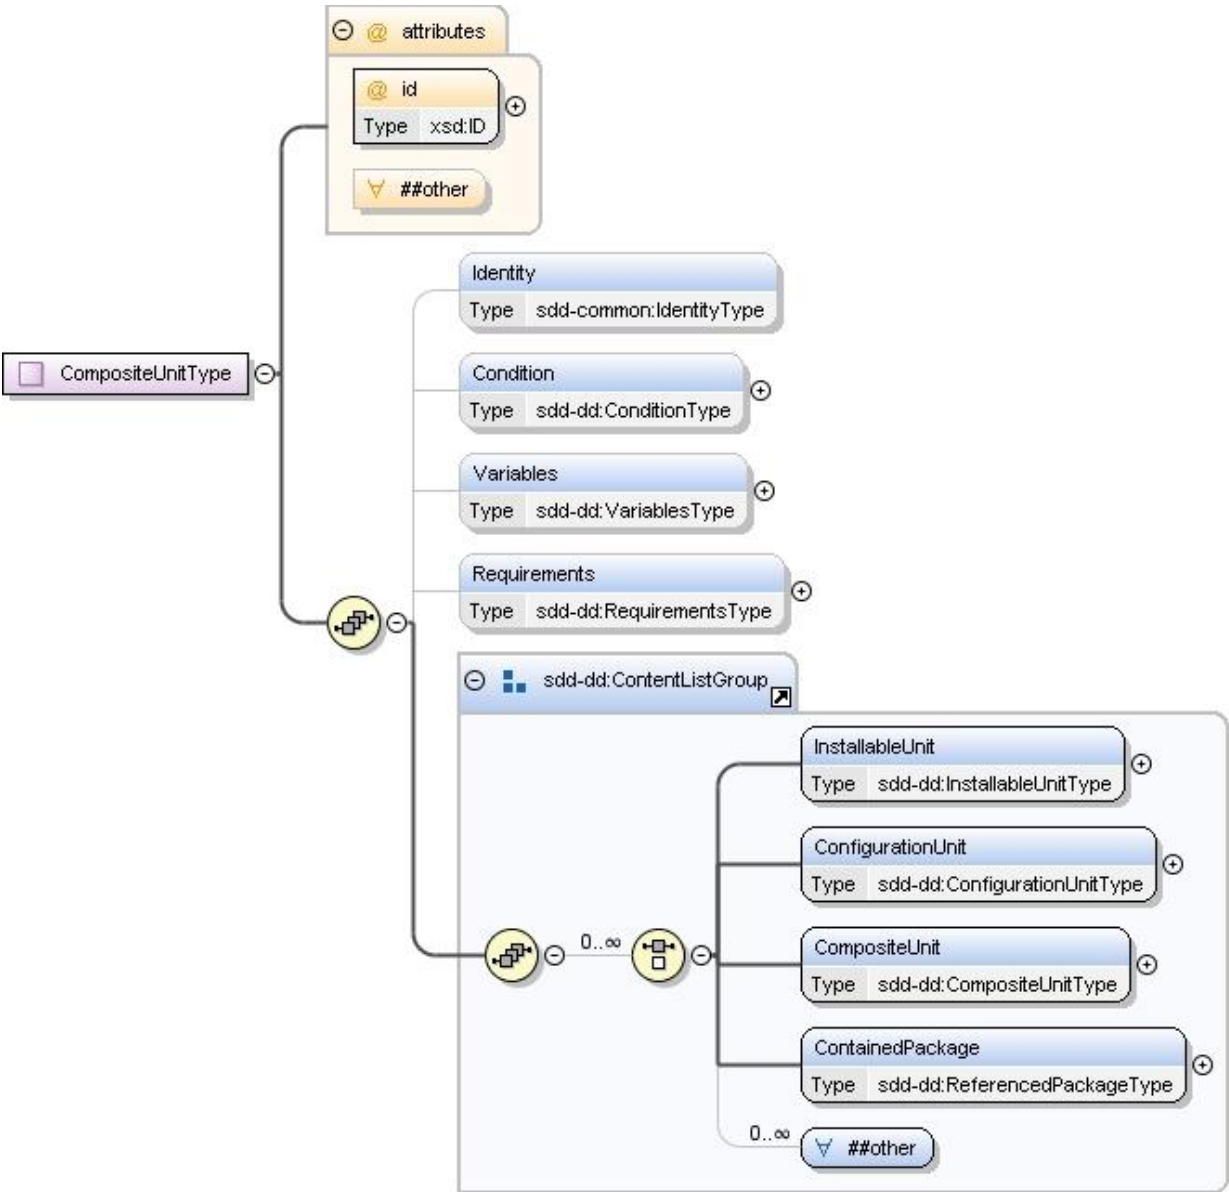 @ attributes
@ id
Type xsd:ID
∀ ##other
Identity
Type sdd-common:IdentityType
CompositeUnitType
Condition
Type sdd-dd:ConditionType
Variables
Type sdd-dd:VariablesType
Requirements
Type sdd-dd:RequirementsType
sdd-dd:ContentListGroup
InstallableUnit
Type sdd-dd:InstallableUnitType
ConfigurationUnit
Type sdd-dd:ConfigurationUnitType
0..∞
CompositeUnit
Type sdd-dd:CompositeUnitType
ContainedPackage
Type sdd-dd:ReferencedPackageType
0..∞
∀ ##other